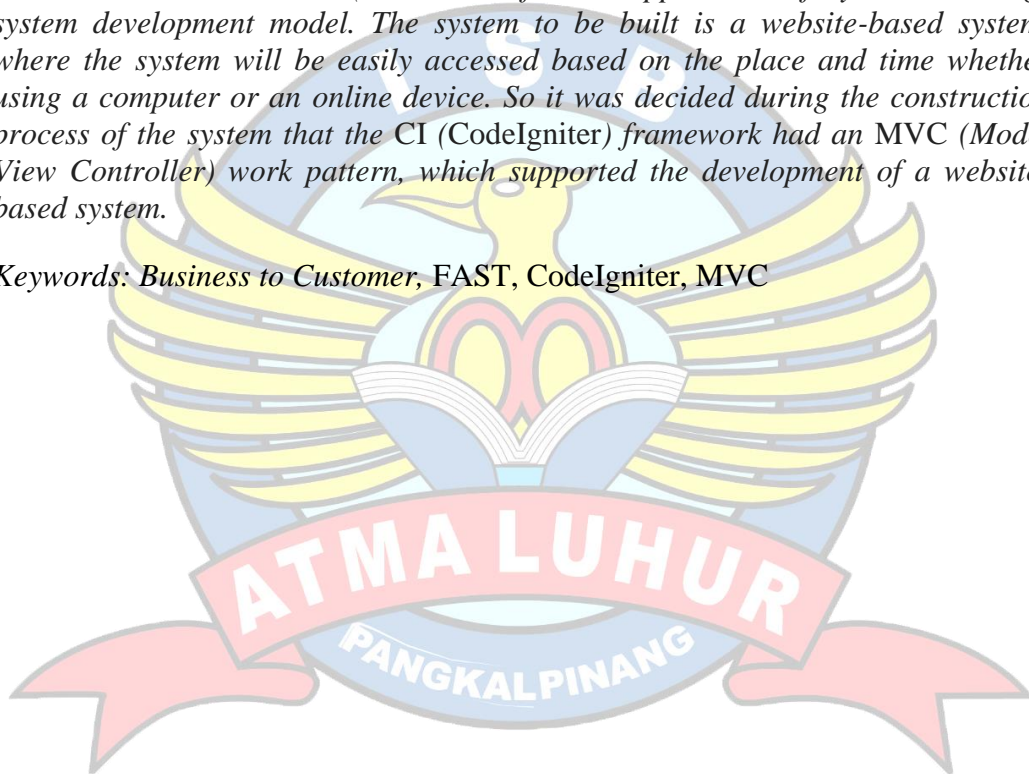 system development model. The system to be built is a website-based system
where the system will be easily accessed based on the place and time whethe
using a computer or an online device. So it was decided during the constructio
process of the system that the CI (CodeIgniter) framework had an MVC (Mod
View Controller) work pattern, which supported the development of a website
based system.
Keywords: Business to Customer, FAST, CodeIgniter, MVC
I S B
ATMA LUHUR
PANGKALPINANG